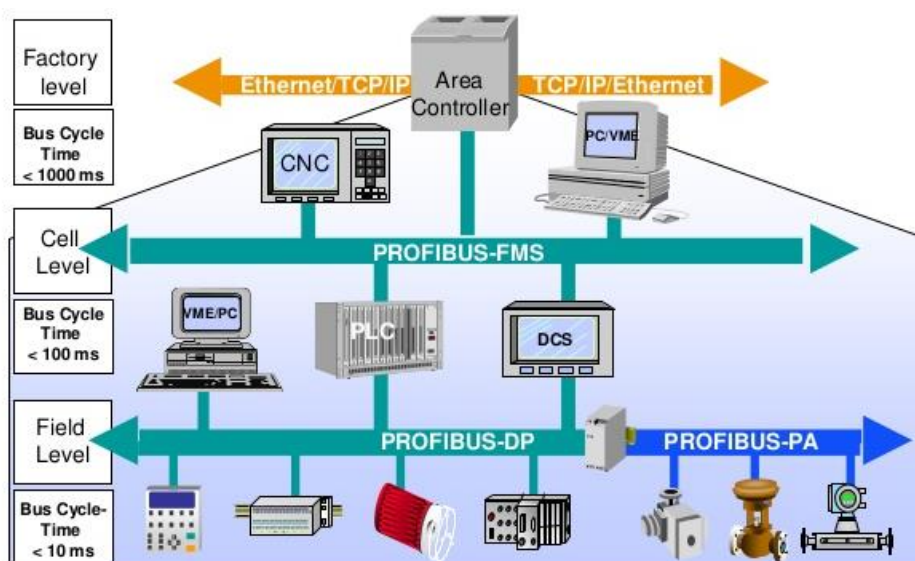 Factory
level
Ethernet/TCP/IP
Area
Controller
TCP/IP/Ethernet
Bus Cycle
Time
< 1000 ms
CNC
PC/VME
Cell
Level
PROFIBUS-FMS
Bus Cycle
Time
< 100 ms
VME/PC
PLC
DCS
Field
Level
PROFIBUS-DP
PROFIBUS-PA
Bus Cycle-
Time
< 10 ms